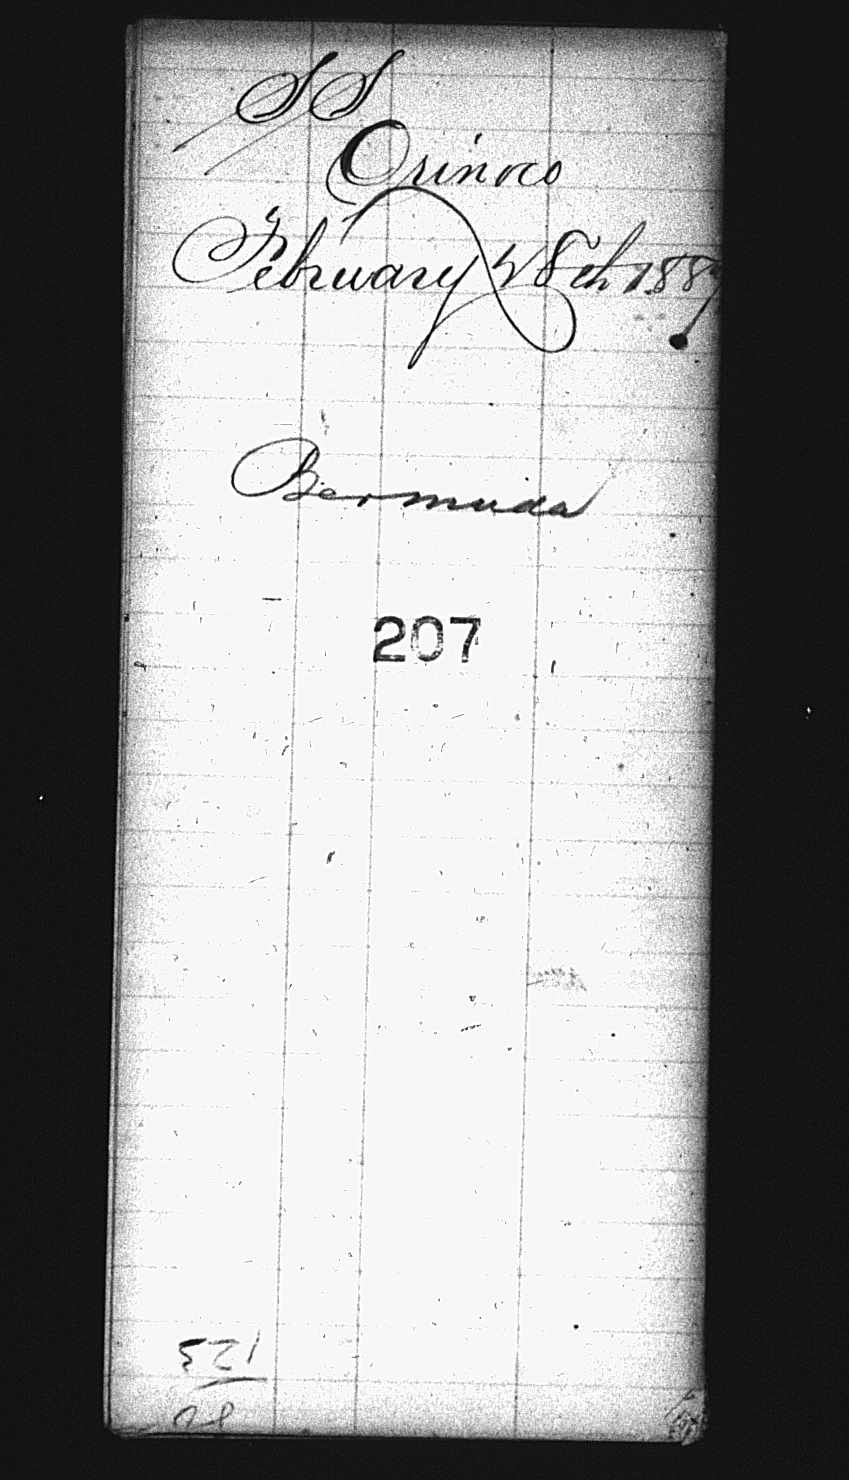 SS
Orinoco
February 28th 1887
Bermuda
207
123